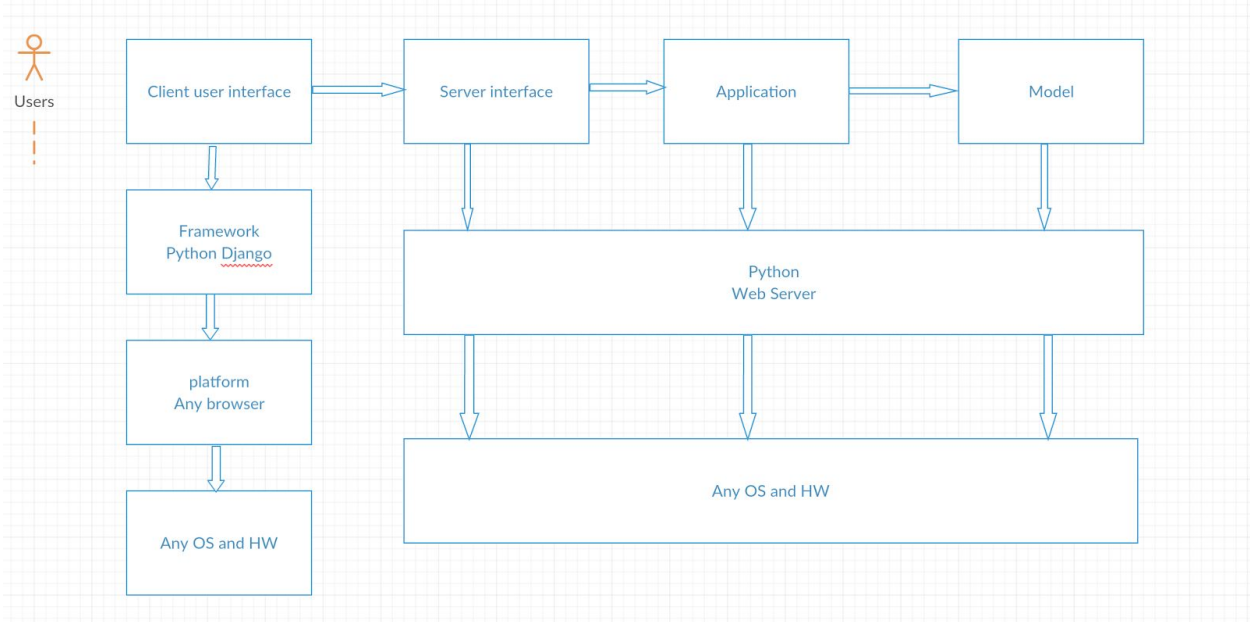 Users
Client user interface
Server interface
Application
Model
Framework
Python Django
platform
Any browser
Any OS and HW
Python
Web Server
Any OS and HW